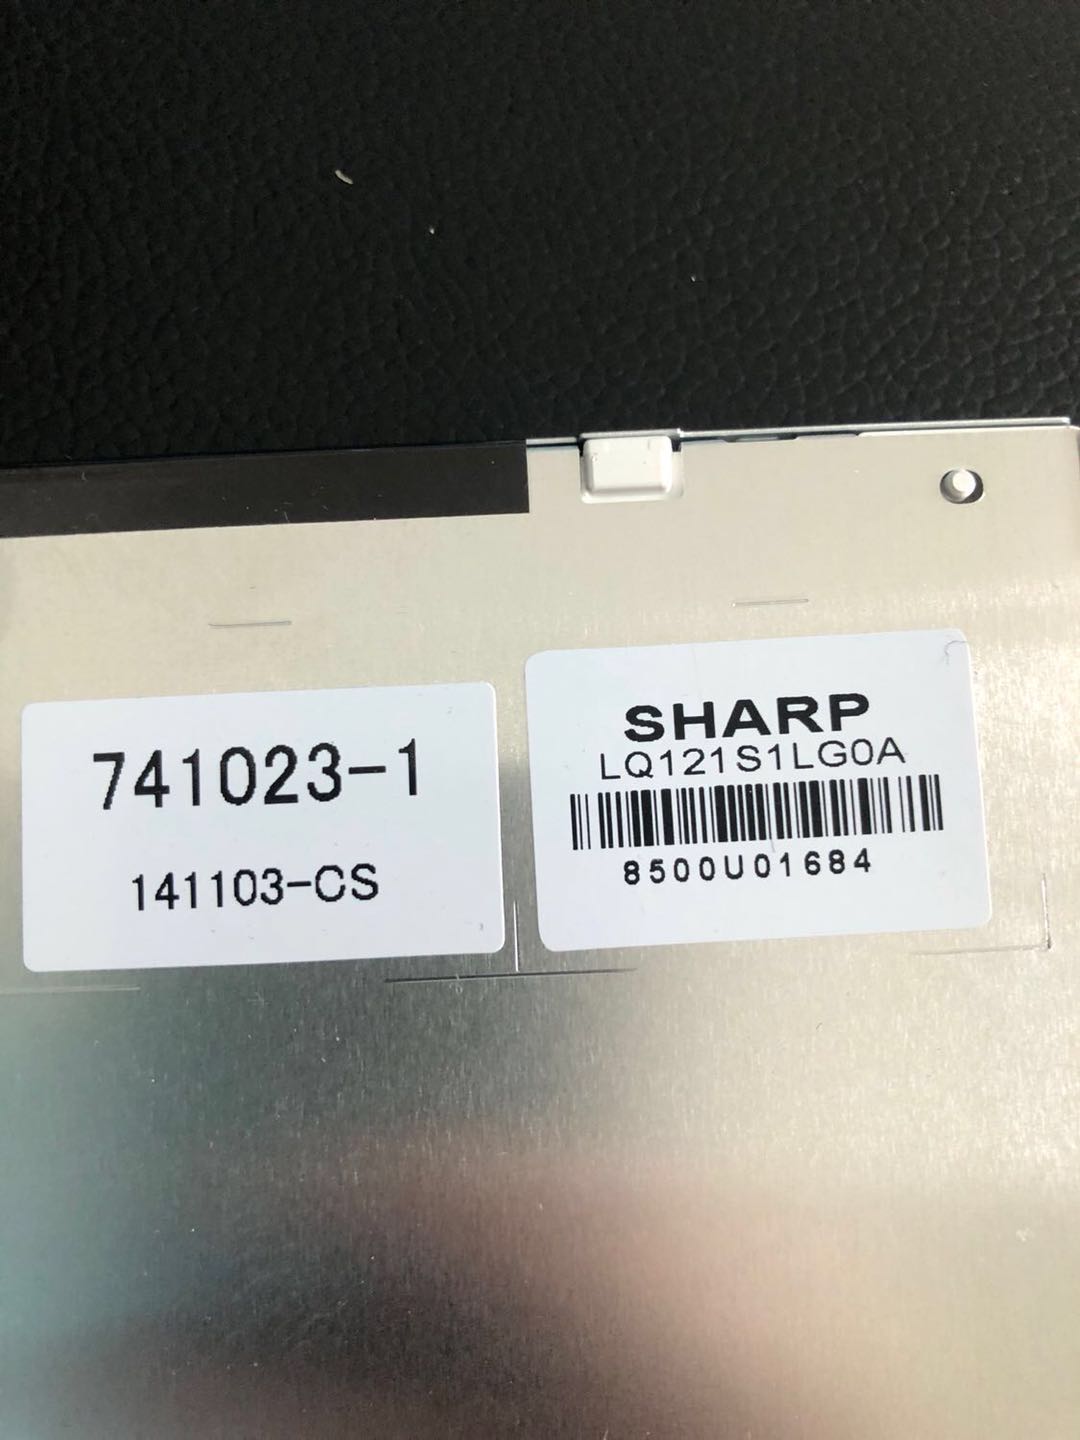 741023-1
141103-CS
SHARP
LQ121S1LG0A
8500U01684